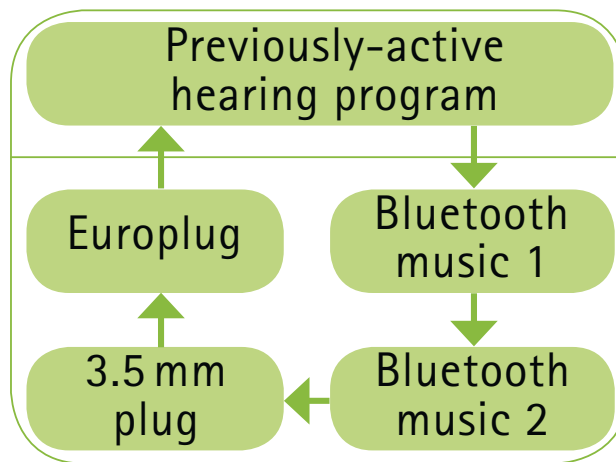 Previously-active
hearing program
Europlug
Bluetooth
music 1
3.5 mm
plug
Bluetooth
music 2